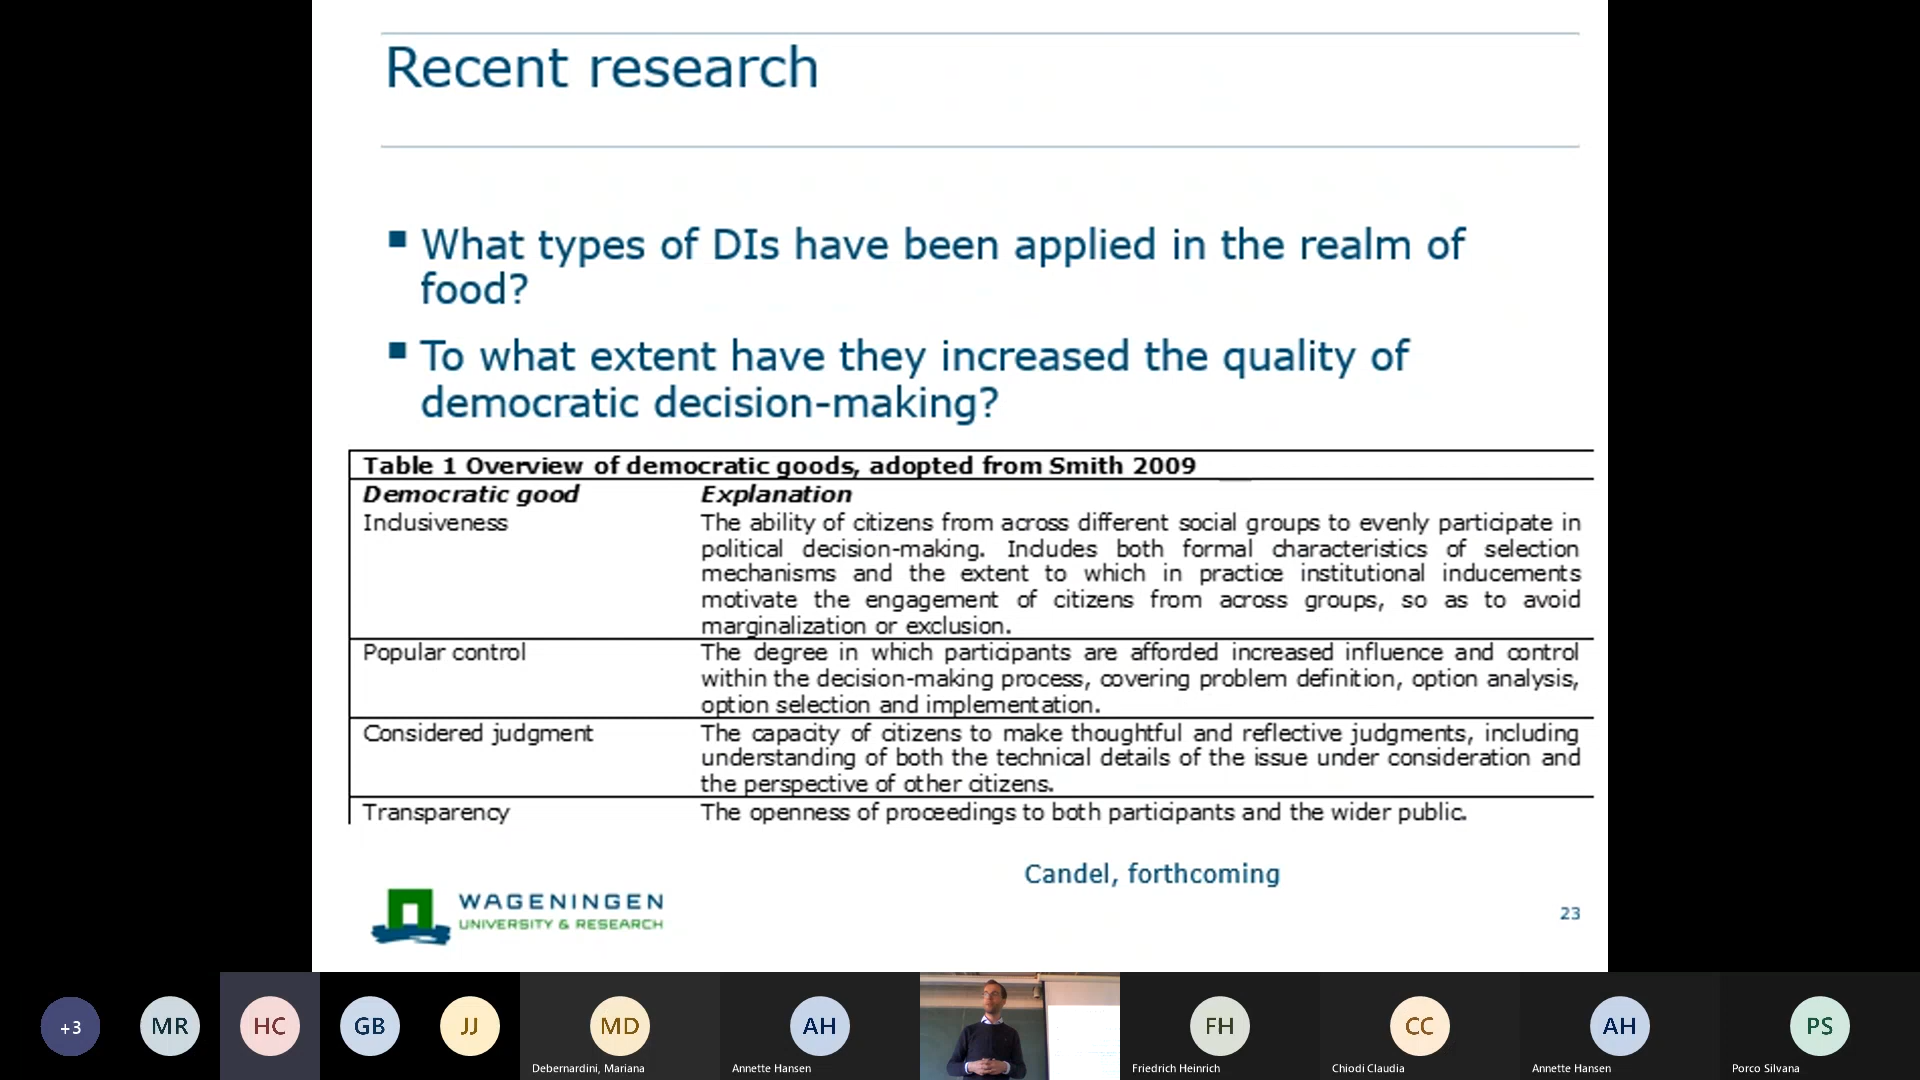 Recent research
What types of DIs have been applied in the realm of
food?
To what extent have they increased the quality of
democratic decision-making?
Table 1 Overview of democratic goods, adopted from Smith 2009
Democratic good Explanation
Inclusiveness The ability of citizens from across different social groups to evenly participate in
political decision-making. Includes both formal characteristics of selection
mechanisms and the extent to which in practice institutional inducements
motivate the engagement of citizens from across groups, so as to avoid
marginalization or exclusion.
Popular control The degree in which participants are afforded increased influence and control
within the decision-making process, covering problem definition, option analysis,
option selection and implementation.
Considered judgment The capacity of citizens to make thoughtful and reflective judgments, including
understanding of both the technical details of the issue under consideration and
the perspective of other citizens.
Transparency The openness of proceedings to both participants and the wider public.
Candel, forthcoming
WAGENINGEN
UNIVERSITY & RESEARCH
23
+3 MR HC GB JJ MD AH FH CC AH PS
Debernardini, Mariana Annette Hansen Friedrich Heinrich Chiodi Claudia Annette Hansen Porco Silvana